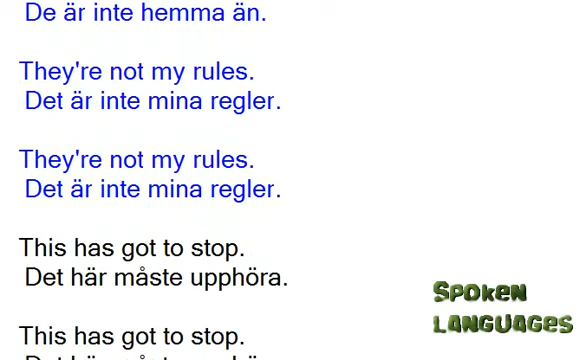 De är inte hemma än.
They're not my rules.
Det är inte mina regler.
They're not my rules.
Det är inte mina regler.
This has got to stop.
Det här måste upphöra.
This has got to stop.
SPOKEN
LANGUAGES